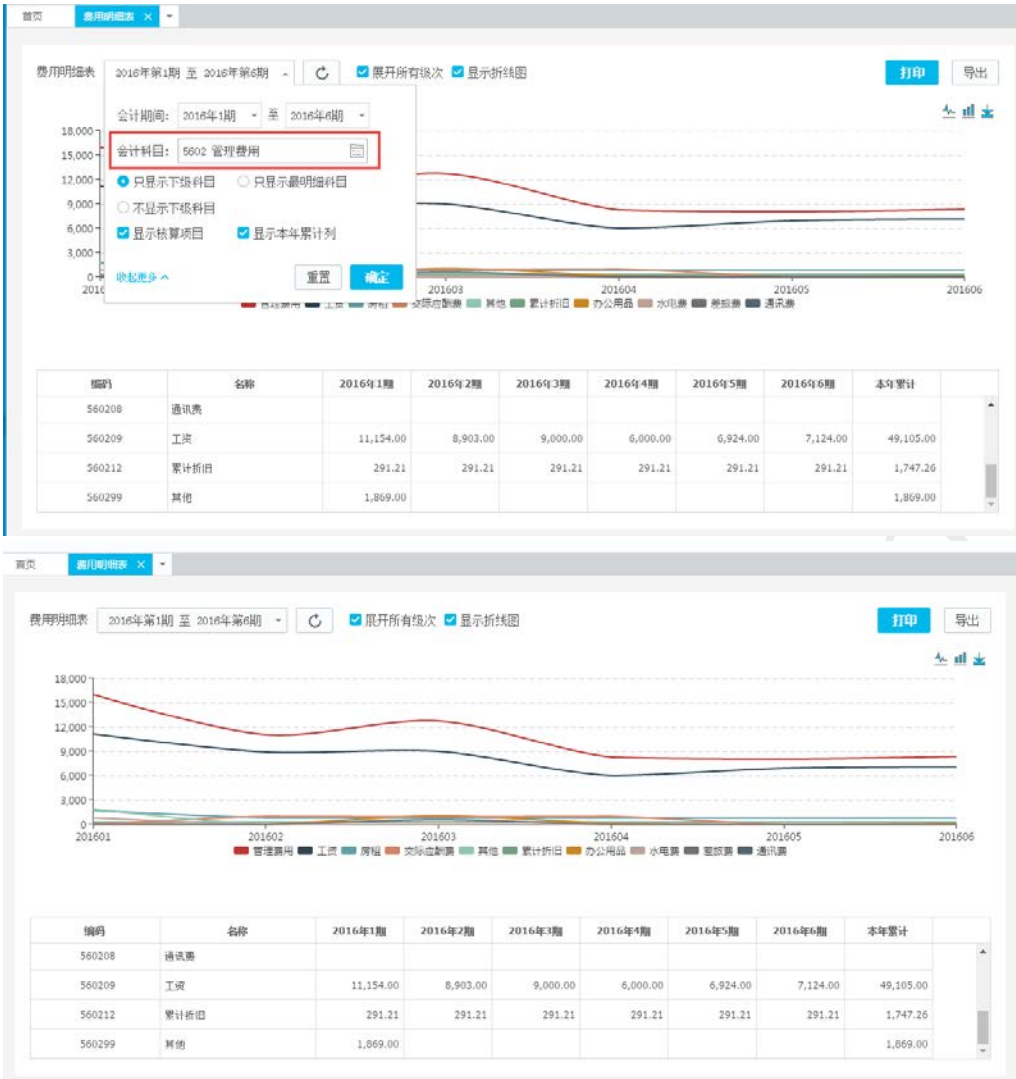 首页 费用明细表 ×
费用明细表 2016年第1期 至 2016年第6期 展开所有级次 显示折线图 打印 导出
会计期间: 2016年1期 至 2016年6期
18,000
15,000
会计科目: 5602 管理费用
12,000
只显示下级科目 只显示最明细科目
9,000
不显示下级科目
6,000
显示核算项目 显示本年累计列
3,000
0
收起更多 重置 确定
2016 201603 201604 201605 201606
管理费用 工资 房租 交际应酬费 其他 累计折旧 办公用品 水电费 差旅费 通讯费
编码 名称 2016年1期 2016年2期 2016年3期 2016年4期 2016年5期 2016年6期 本年累计
560208 通讯费
560209 工资 11,154.00 8,903.00 9,000.00 6,000.00 6,924.00 7,124.00 49,105.00
560212 累计折旧 291.21 291.21 291.21 291.21 291.21 291.21 1,747.26
560299 其他 1,869.00 1,869.00
首页 费用明细表 ×
费用明细表 2016年第1期 至 2016年第6期 展开所有级次 显示折线图 打印 导出
18,000
15,000
12,000
9,000
6,000
3,000
0
201601 201602 201603 201604 201605 201606
管理费用 工资 房租 交际应酬费 其他 累计折旧 办公用品 水电费 差旅费 通讯费
编码 名称 2016年1期 2016年2期 2016年3期 2016年4期 2016年5期 2016年6期 本年累计
560208 通讯费
560209 工资 11,154.00 8,903.00 9,000.00 6,000.00 6,924.00 7,124.00 49,105.00
560212 累计折旧 291.21 291.21 291.21 291.21 291.21 291.21 1,747.26
560299 其他 1,869.00 1,869.00